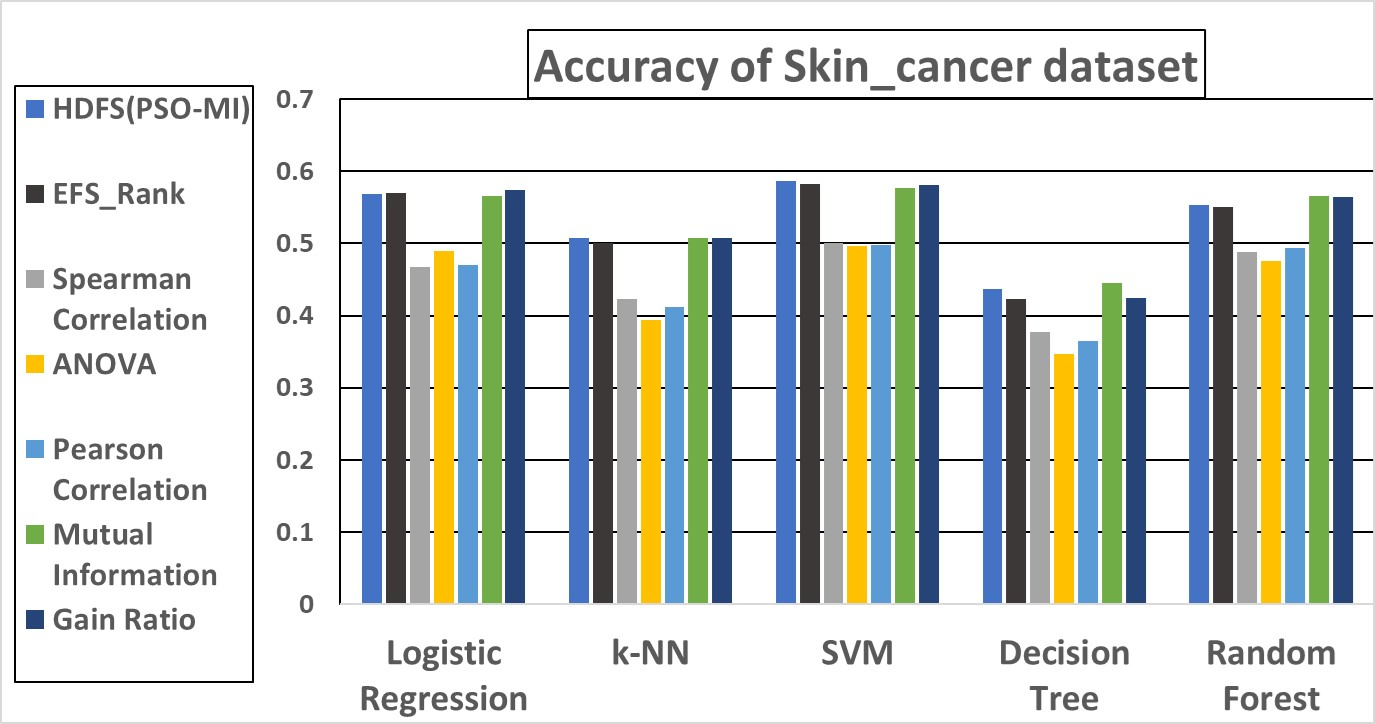 Accuracy of Skin_cancer dataset
HDFS(PSO-MI)
EFS_Rank
Spearman
Correlation
ANOVA
Pearson
Correlation
Mutual
Information
Gain Ratio
0.7
0.6
0.5
0.4
0.3
0.2
0.1
0
Logistic
Regression
k-NN
SVM
Decision
Tree
Random
Forest